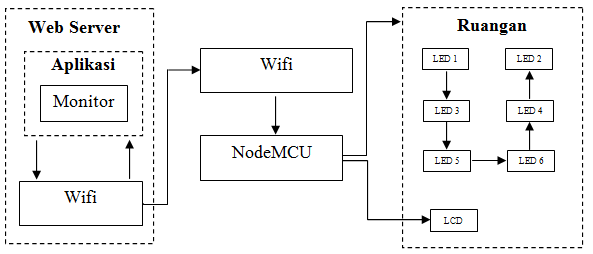 Web Server
Aplikasi
Monitor
Wifi
Wifi
NodeMCU
Ruangan
LED 1
LED 2
LED 3
LED 4
LED 5
LED 6
LCD